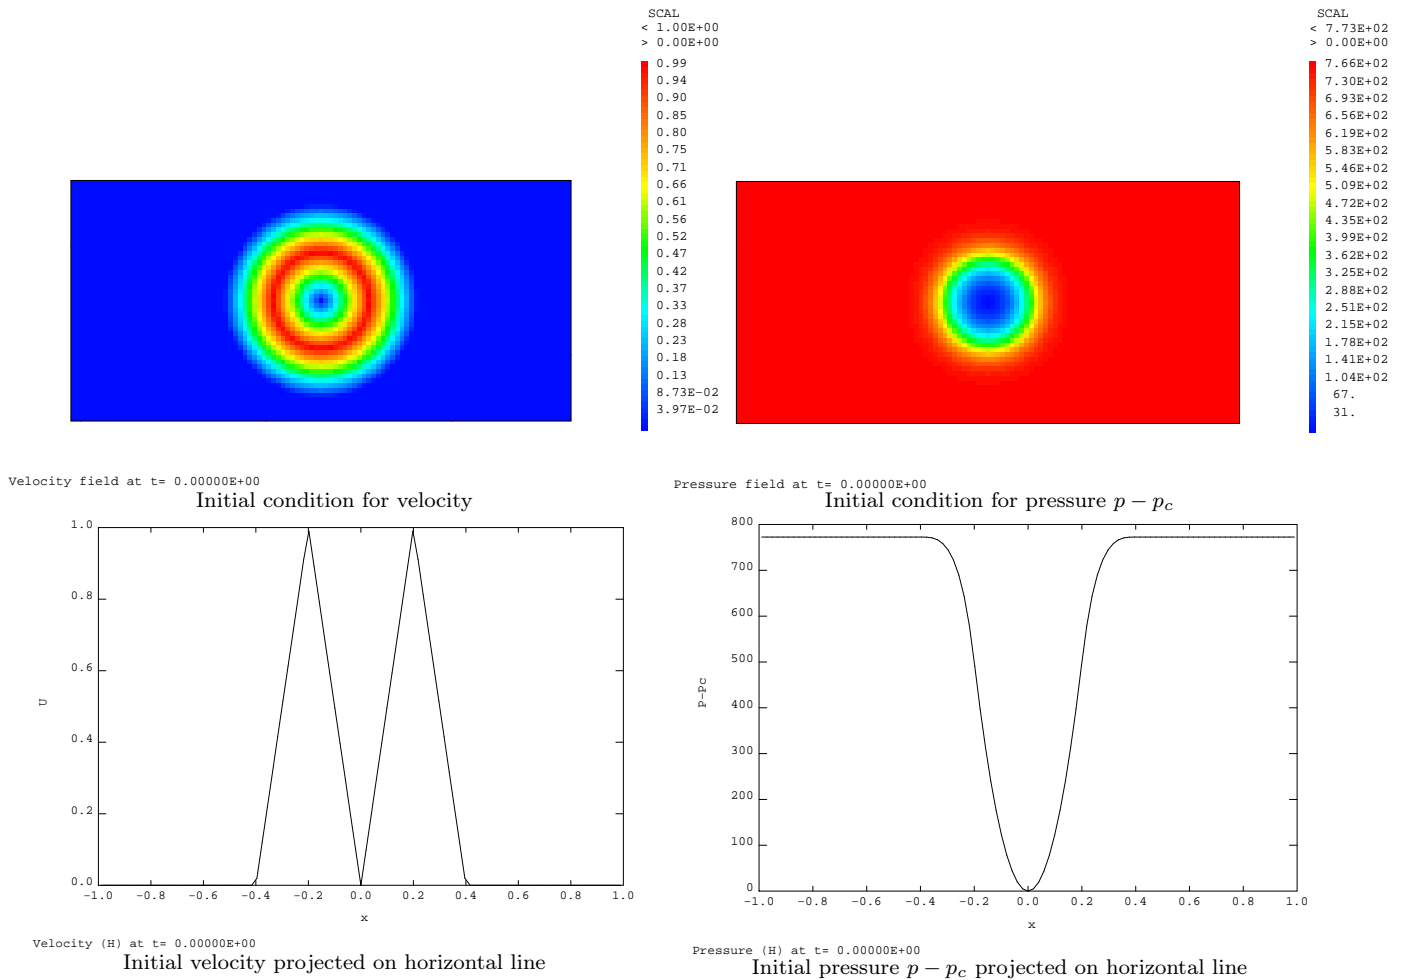 SCAL
< 1.00E+00
> 0.00E+00
0.99
0.94
0.90
0.85
0.80
0.75
0.71
0.66
0.61
0.56
0.52
0.47
0.42
0.37
0.33
0.28
0.23
0.18
0.13
8.73E-02
3.97E-02
Velocity field at t= 0.00000E+00
Initial condition for velocity
SCAL
< 7.73E+02
> 0.00E+00
7.66E+02
7.30E+02
6.93E+02
6.56E+02
6.19E+02
5.83E+02
5.46E+02
5.09E+02
4.72E+02
4.35E+02
3.99E+02
3.62E+02
3.25E+02
2.88E+02
2.51E+02
2.15E+02
1.78E+02
1.41E+02
1.04E+02
67.
31.
Pressure field at t= 0.00000E+00
Initial condition for pressure p − p_c
1.0
0.8
0.6
U
0.4
0.2
0.0
-1.0 -0.8 -0.6 -0.4 -0.2 0.0 0.2 0.4 0.6 0.8 1.0
x
Velocity (H) at t= 0.00000E+00
Initial velocity projected on horizontal line
800
700
600
500
P-Pc
400
300
200
100
0
-1.0 -0.8 -0.6 -0.4 -0.2 0.0 0.2 0.4 0.6 0.8 1.0
x
Pressure (H) at t= 0.00000E+00
Initial pressure p − p_c projected on horizontal line